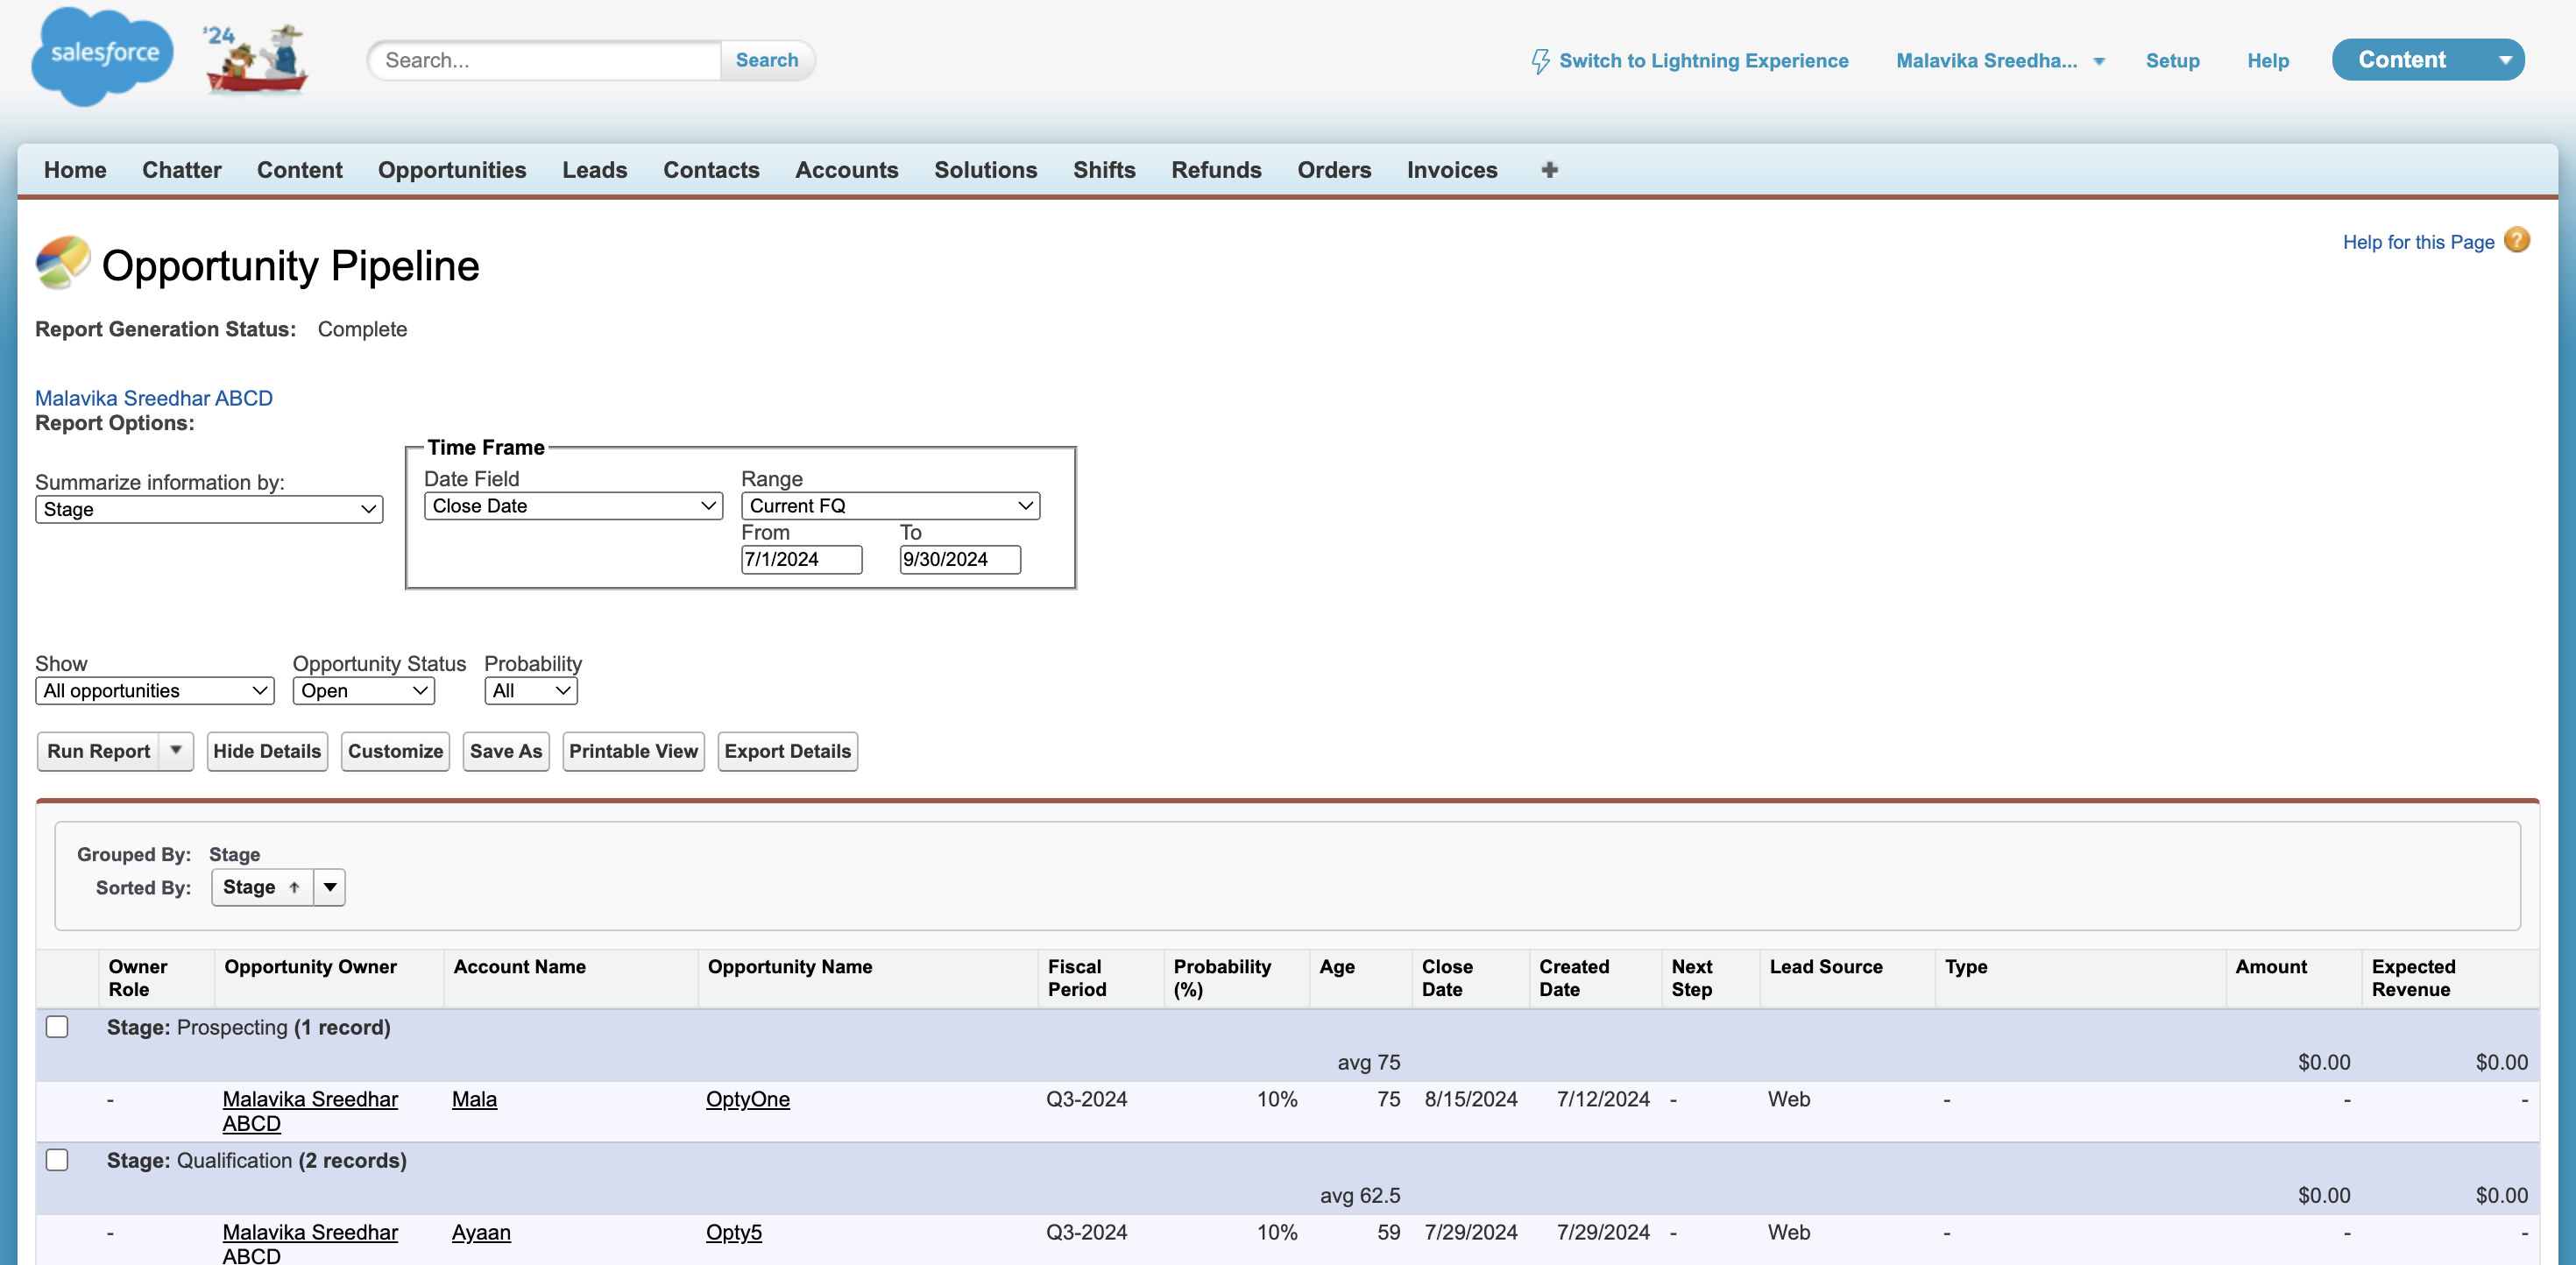 salesforce
'24
Search...
Search
Switch to Lightning Experience
Malavika Sreedha...
Setup
Help
Content
Home Chatter Content Opportunities Leads Contacts Accounts Solutions Shifts Refunds Orders Invoices +
Opportunity Pipeline
Help for this Page ?
Report Generation Status: Complete
Malavika Sreedhar ABCD
Report Options:
Summarize information by:
Stage
Time Frame
Date Field Range
Close Date Current FQ
From To
7/1/2024 9/30/2024
Show Opportunity Status Probability
All opportunities Open All
Run Report Hide Details Customize Save As Printable View Export Details
Grouped By: Stage
Sorted By: Stage ↑
Owner Role Opportunity Owner Account Name Opportunity Name Fiscal Period Probability (%) Age Close Date Created Date Next Step Lead Source Type Amount Expected Revenue
Stage: Prospecting (1 record)
avg 75 $0.00 $0.00
- Malavika Sreedhar ABCD Mala OptyOne Q3-2024 10% 75 8/15/2024 7/12/2024 - Web - - -
Stage: Qualification (2 records)
avg 62.5 $0.00 $0.00
- Malavika Sreedhar ABCD Ayaan Opty5 Q3-2024 10% 59 7/29/2024 7/29/2024 - Web - - -